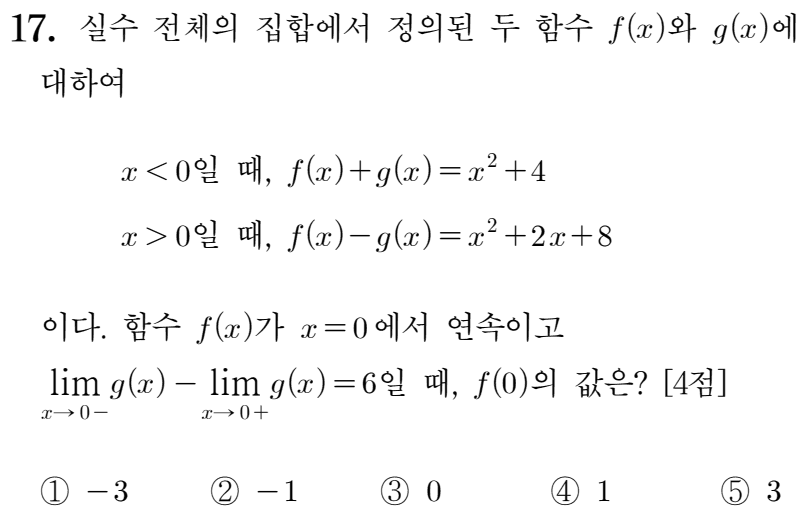 17. 실수 전체의 집합에서 정의된 두 함수 f(x)와 g(x)에
대하여
x<0일 때, f(x)+g(x)=x²+4
x>0일 때, f(x)-g(x)=x²+2x+8
이다. 함수 f(x)가 x=0에서 연속이고
lim_{x→0-} g(x) - lim_{x→0+} g(x)=6일 때, f(0)의 값은? [4점]
① -3 ② -1 ③ 0 ④ 1 ⑤ 3